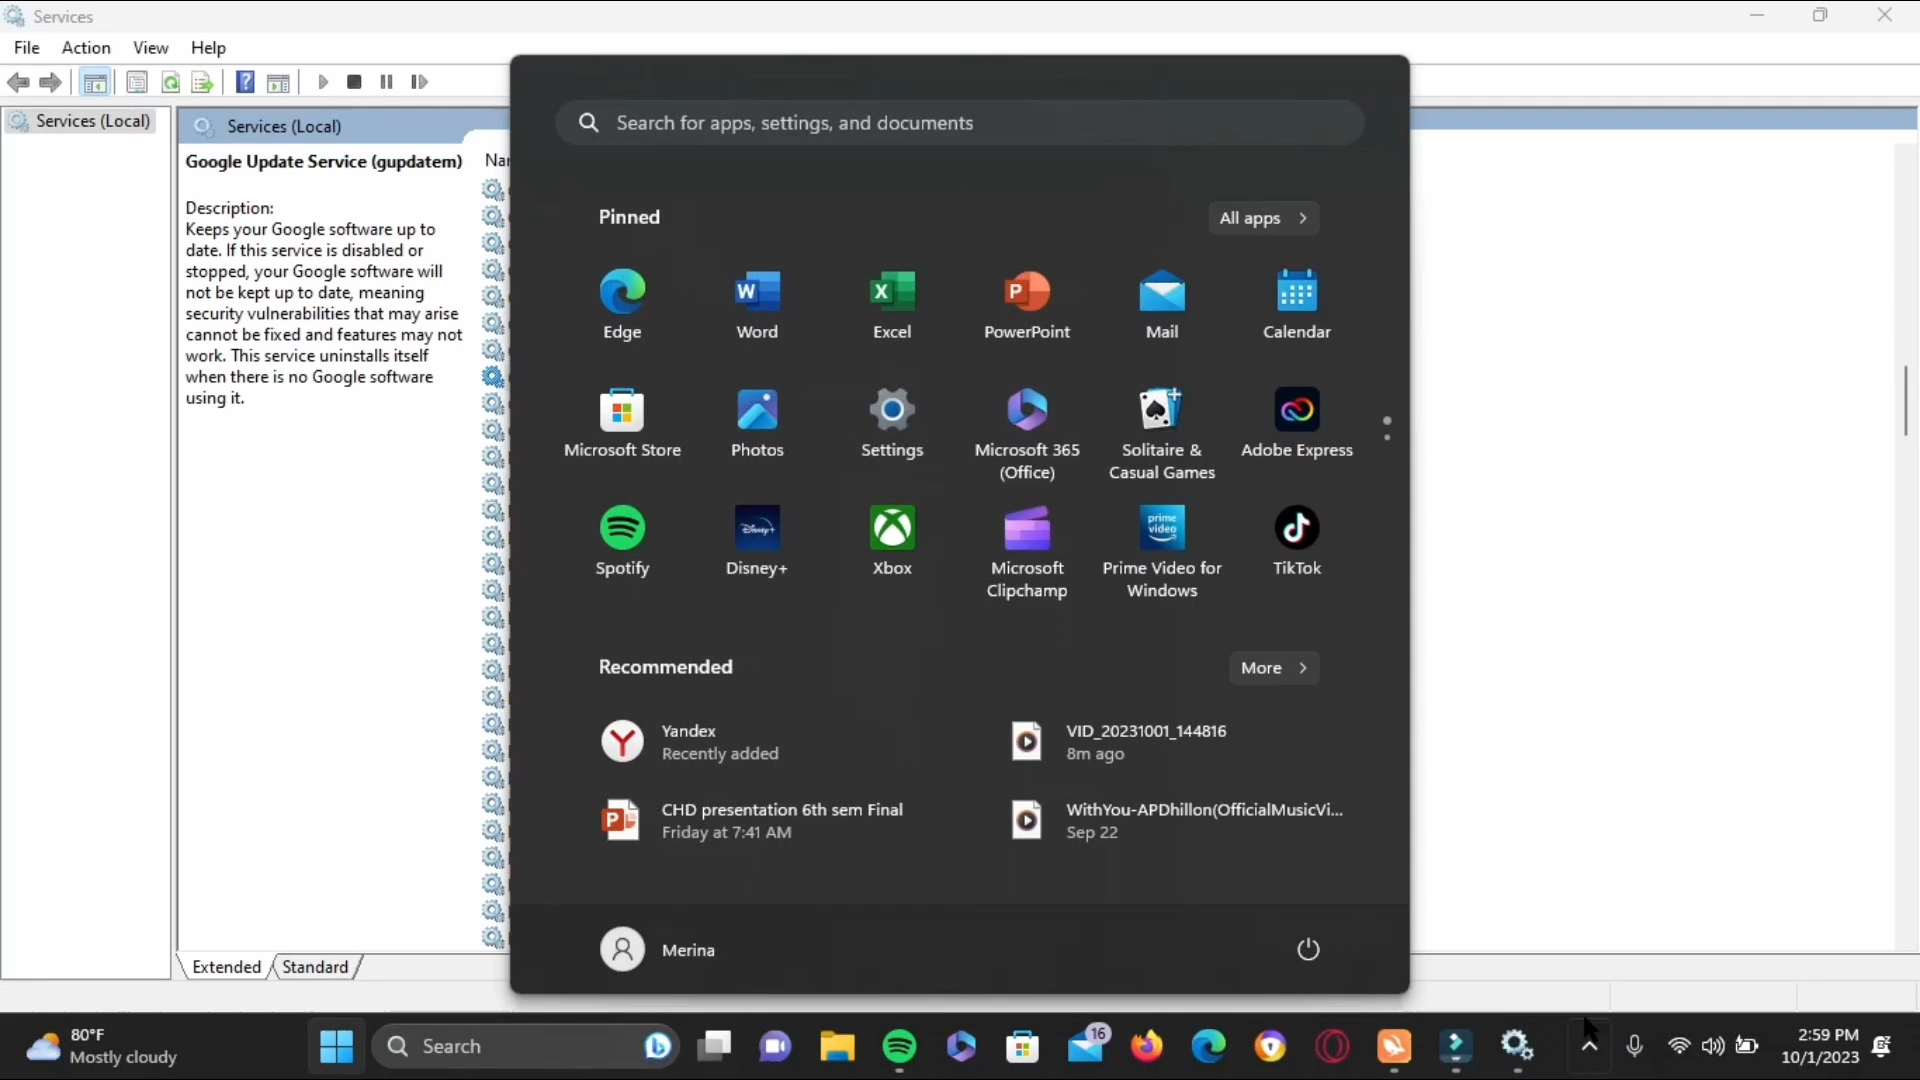 Services
File Action View Help
Services (Local)
Services (Local)
Google Update Service (gupdatem)
Description:
Keeps your Google software up to
date. If this service is disabled or
stopped, your Google software will
not be kept up to date, meaning
security vulnerabilities that may arise
cannot be fixed and features may not
work. This service uninstalls itself
when there is no Google software
using it.
Extended
Standard
Search for apps, settings, and documents
Pinned
All apps
Edge
Word
Excel
PowerPoint
Mail
Calendar
Microsoft Store
Photos
Settings
Microsoft 365
(Office)
Solitaire &
Casual Games
Adobe Express
Spotify
Disney+
Xbox
Microsoft
Clipchamp
prime
video
Prime Video for
Windows
TikTok
Recommended
More
Yandex
Recently added
VID_20231001_144816
8m ago
CHD presentation 6th sem Final
Friday at 7:41 AM
WithYou-APDhillon(OfficialMusicVi...
Sep 22
Merina
80°F
Mostly cloudy
Search
16
2:59 PM
10/1/2023